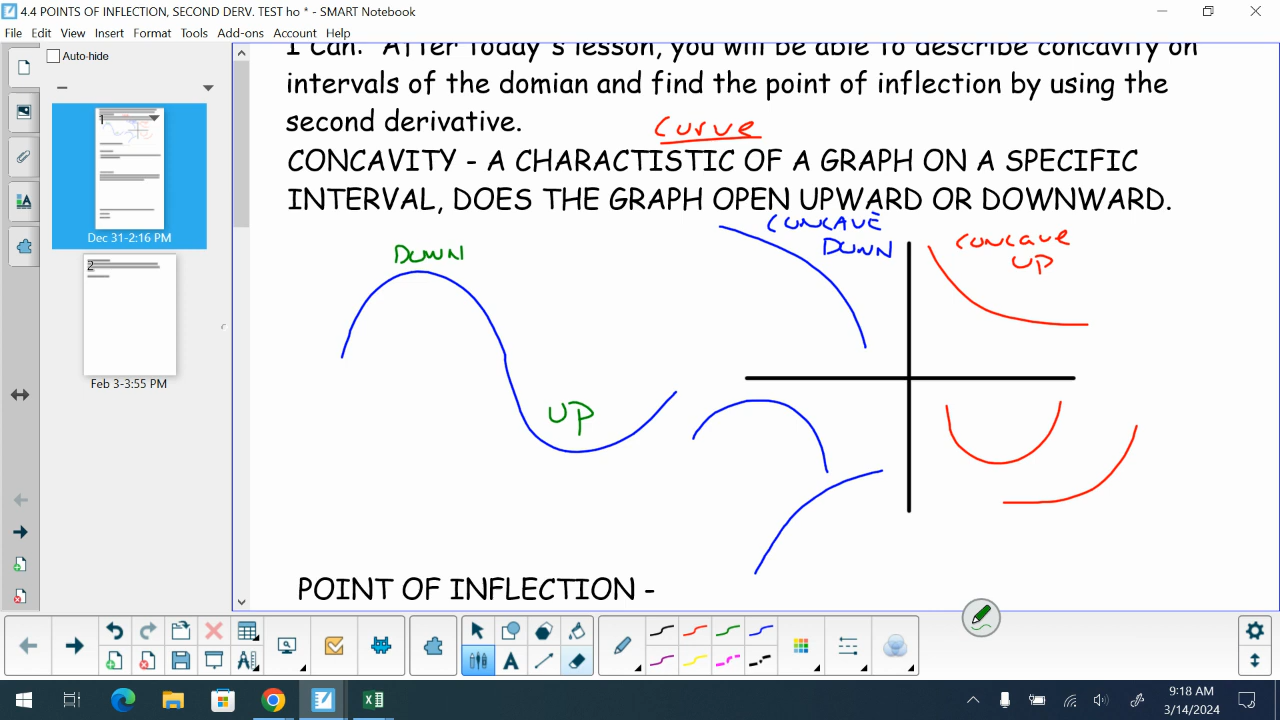 4.4 POINTS OF INFLECTION, SECOND DERV. TEST ho * - SMART Notebook
File Edit View Insert Format Tools Add-ons Account Help
Auto-hide
1
Dec 31-2:16 PM
2
Feb 3-3:55 PM
I Can: After Today's lesson, you will be able to describe concavity on
intervals of the domian and find the point of inflection by using the
second derivative.
curve
CONCAVITY - A CHARACTISTIC OF A GRAPH ON A SPECIFIC
INTERVAL, DOES THE GRAPH OPEN UPWARD OR DOWNWARD.
DOWN
UP
CONCAVE
DOWN
CONCAVE
UP
POINT OF INFLECTION -
A
9:18 AM
3/14/2024